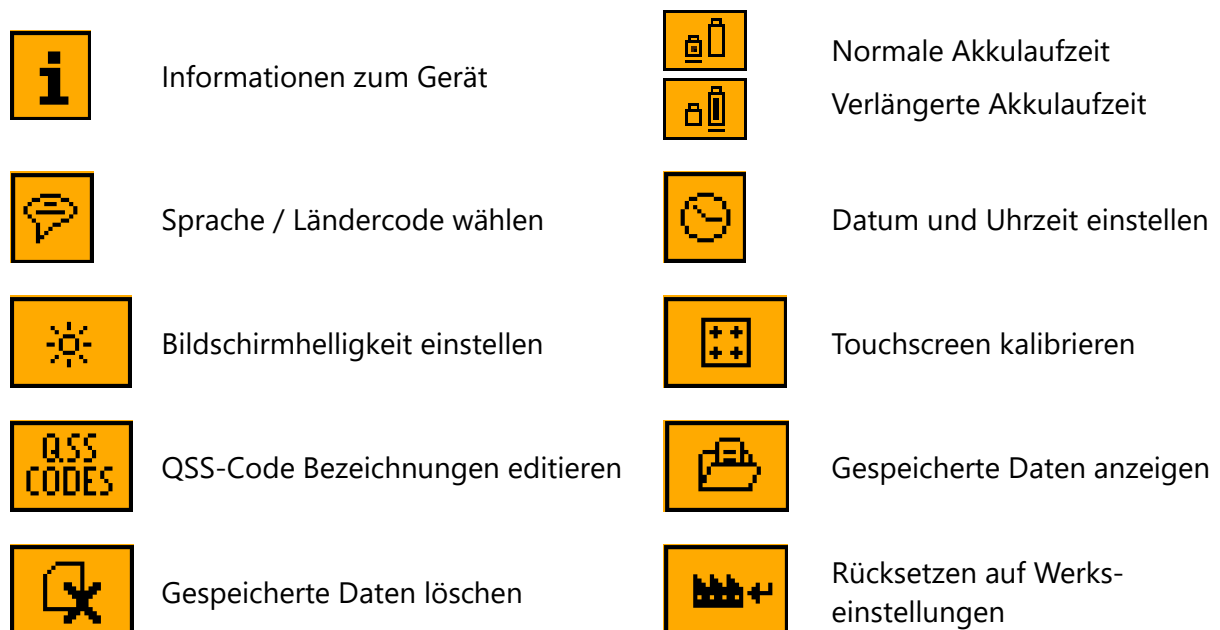 i
Informationen zum Gerät
Normale Akkulaufzeit
Verlängerte Akkulaufzeit
Sprache / Ländercode wählen
Datum und Uhrzeit einstellen
Bildschirmhelligkeit einstellen
Touchscreen kalibrieren
QSS
CODES
QSS-Code Bezeichnungen editieren
Gespeicherte Daten anzeigen
Gespeicherte Daten löschen
Rücksetzen auf Werks-
einstellungen